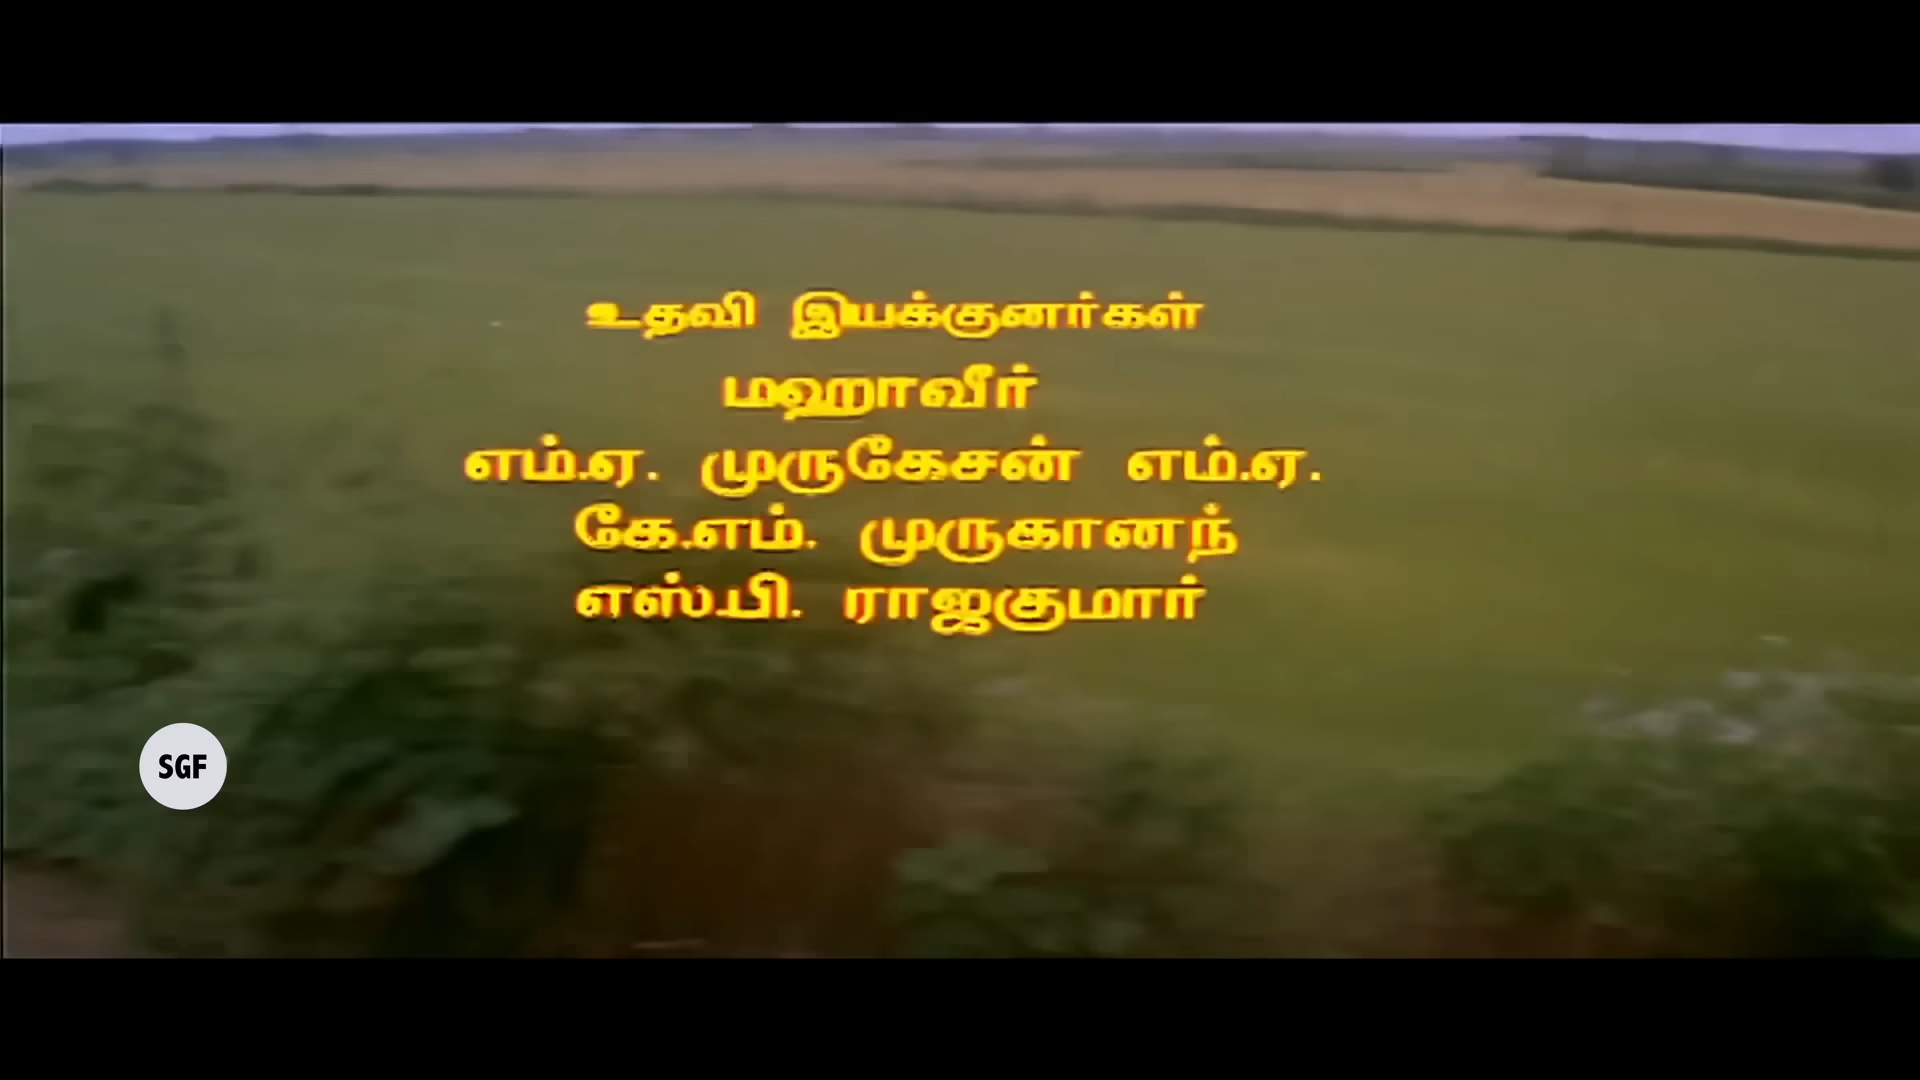 உதவி இயக்குனர்கள்
மஹாவீர்
எம்.ஏ. முருகேசன் எம்.ஏ.
கே.எம். முருகானந்
எஸ்.பி. ராஜகுமார்
SGF